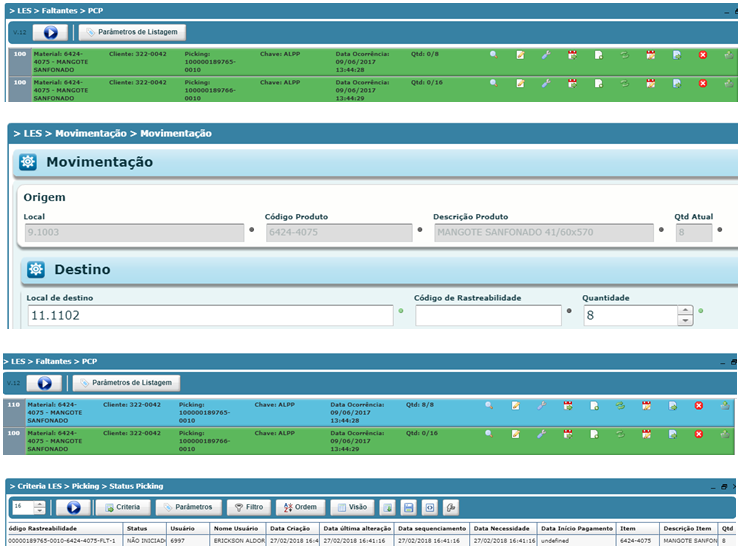 > LES > Faltantes > PCP
V.12 Parâmetros de Listagem
100 Material: 6424-4075 - MANGOTE SANFONADO Cliente: 322-0042 Picking: 100000189765-0010 Chave: ALPP Data Ocorrência: 09/06/2017 13:44:28 Qtd: 0/8
100 Material: 6424-4075 - MANGOTE SANFONADO Cliente: 322-0042 Picking: 100000189766-0010 Chave: ALPP Data Ocorrência: 09/06/2017 13:44:29 Qtd: 0/16
> LES > Movimentação > Movimentação
Movimentação
Origem
Local Código Produto Descrição Produto Qtd Atual
9.1003 6424-4075 MANGOTE SANFONADO 41/60x570 8
Destino
Local de destino Código de Rastreabilidade Quantidade
11.1102 8
> LES > Faltantes > PCP
V.12 Parâmetros de Listagem
110 Material: 6424-4075 - MANGOTE SANFONADO Cliente: 322-0042 Picking: 100000189765-0010 Chave: ALPP Data Ocorrência: 09/06/2017 13:44:28 Qtd: 8/8
100 Material: 6424-4075 - MANGOTE SANFONADO Cliente: 322-0042 Picking: 100000189766-0010 Chave: ALPP Data Ocorrência: 09/06/2017 13:44:29 Qtd: 0/16
> Criteria LES > Picking > Status Picking
16 Criteria Parâmetros Filtro Ordem Visão
ódigo Rastreabilidade Status Usuário Nome Usuário Data Criação Data última alteração Data sequenciamento Data Necessidade Data Início Pagamento Item Descrição Item Qtd
00000189765-0010-6424-4075-FLT-1 NÃO INICIAD 6997 ERICKSON ALDOR 27/02/2018 16:4 27/02/2018 16:41:16 27/02/2018 16:41:16 27/02/2018 16:41:16 undefined 6424-4075 MANGOTE SANFON 8